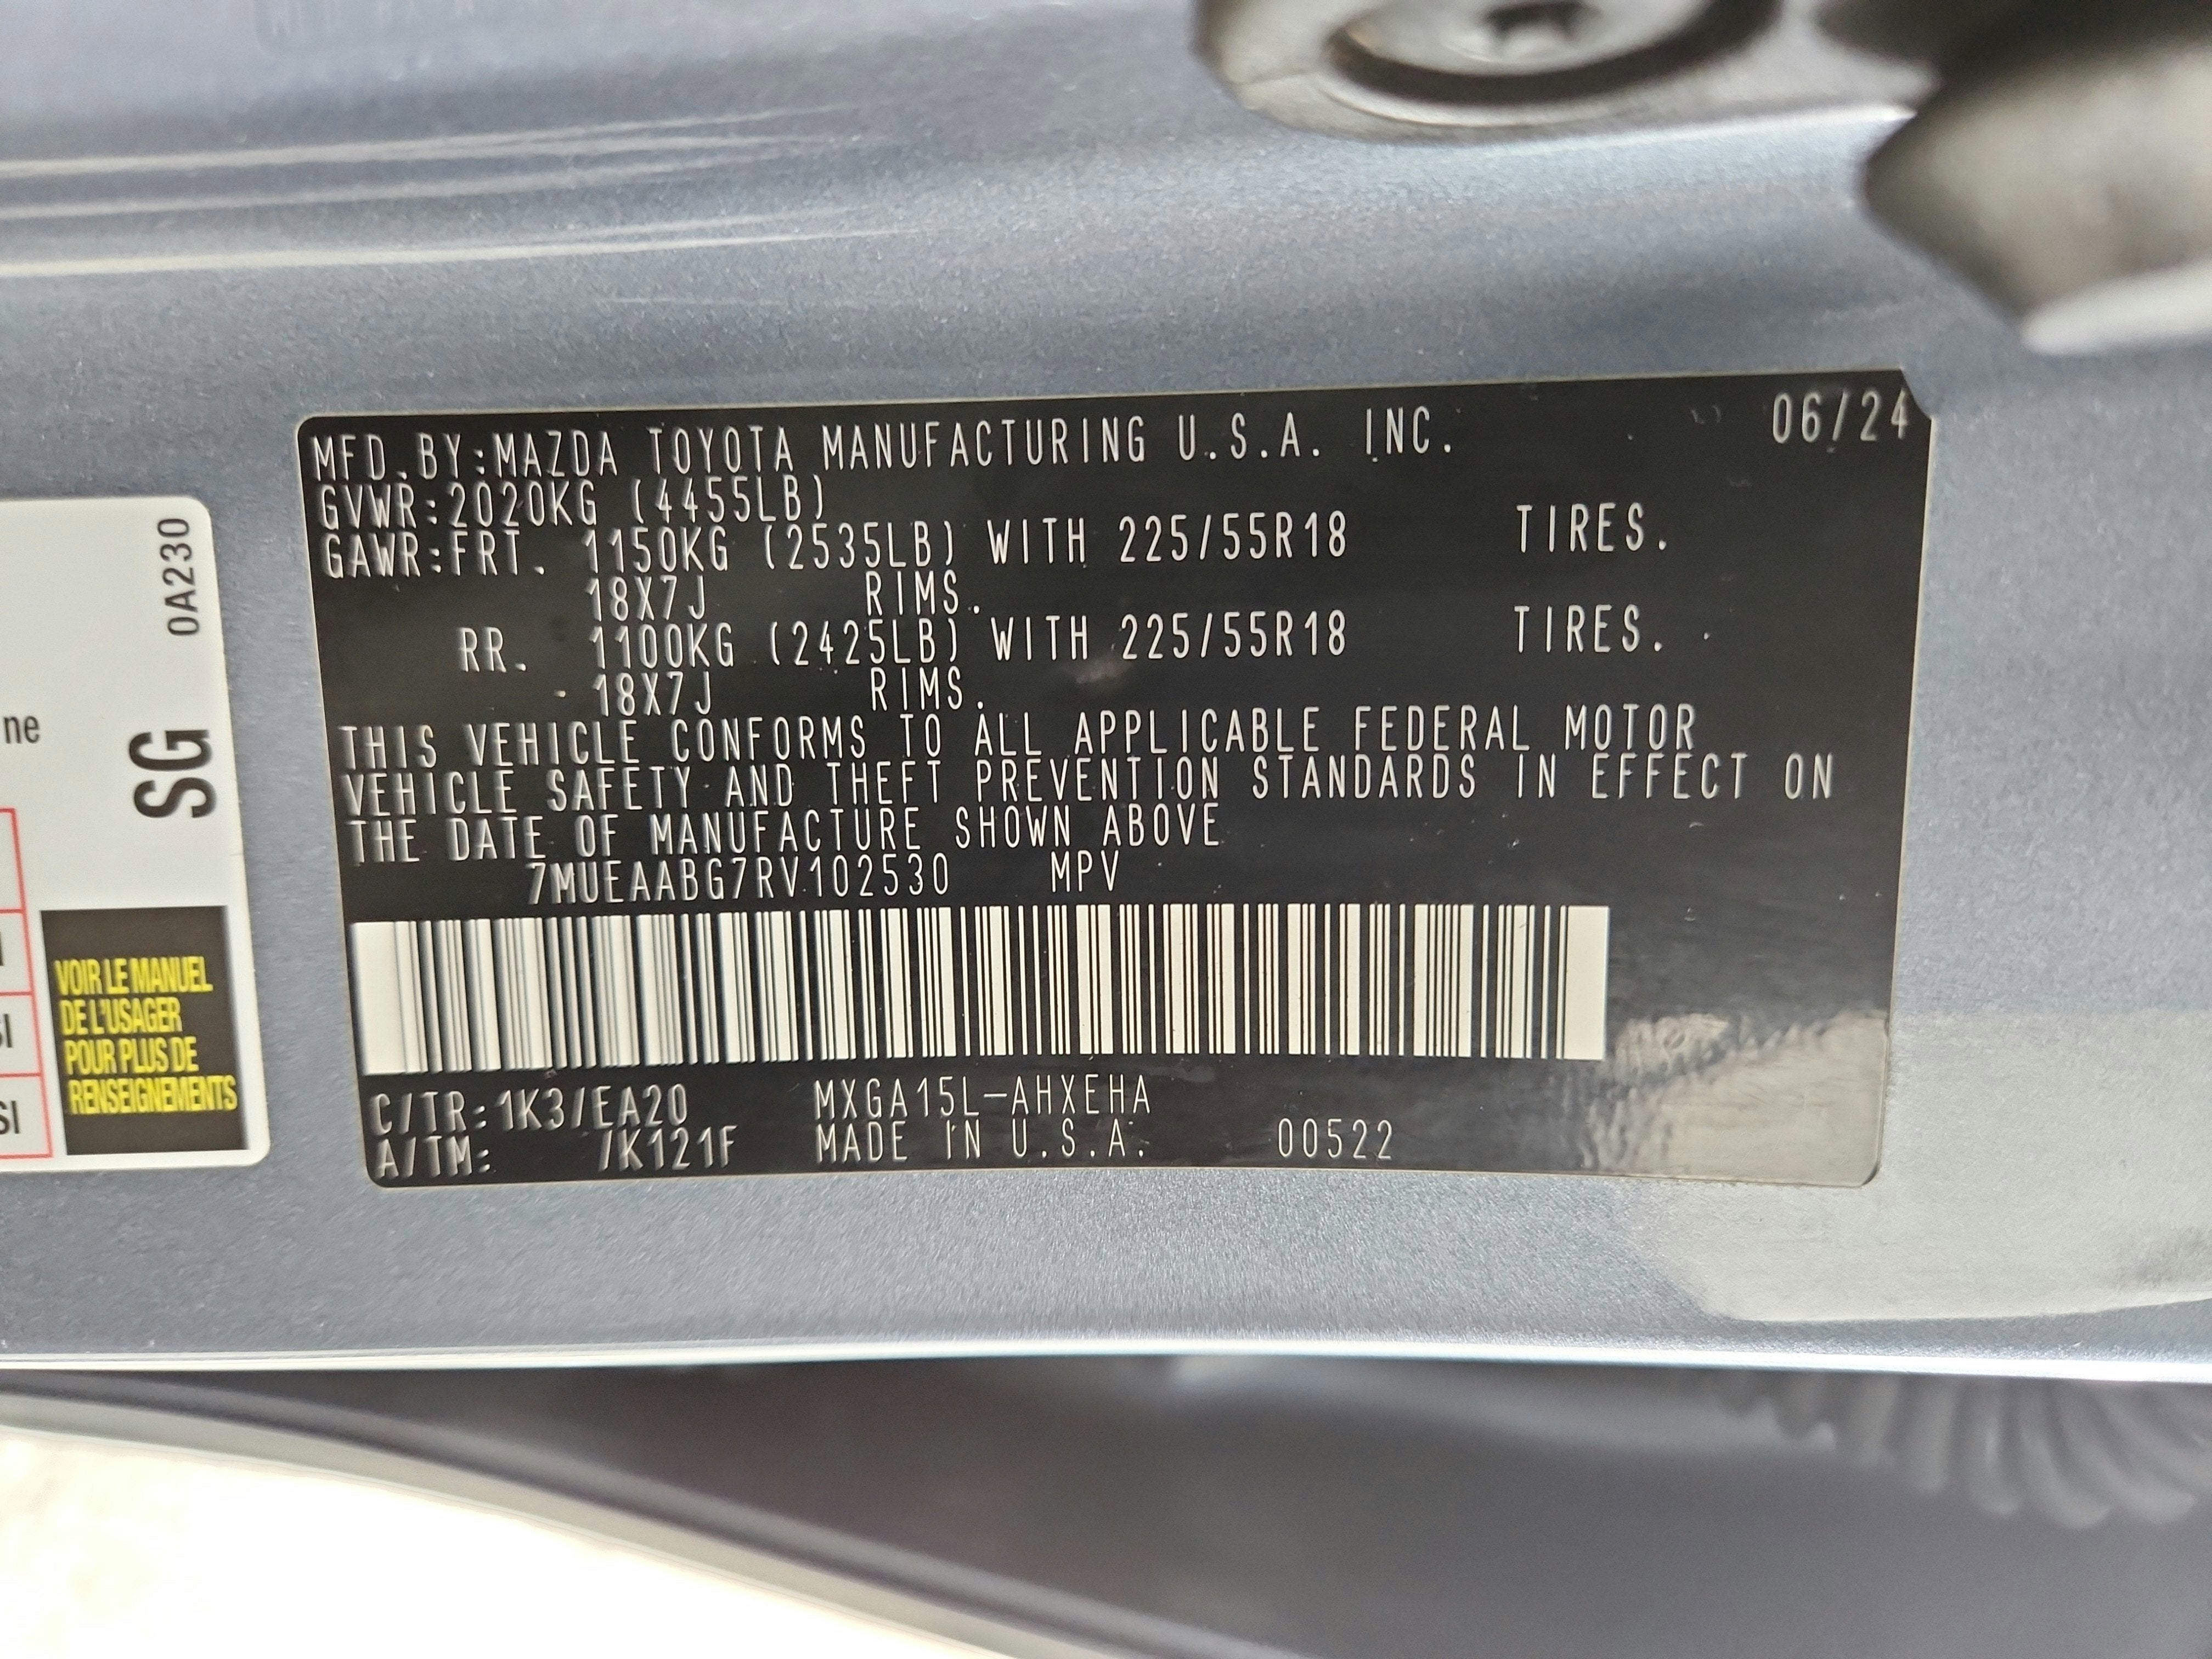 MFD.BY:MAZDA TOYOTA MANUFACTURING U.S.A. INC. 06/24
GVWR:2020KG (4455LB)
GAWR:FRT. 1150KG (2535LB) WITH 225/55R18 TIRES.
18X7J RIMS.
RR. 1100KG (2425LB) WITH 225/55R18 TIRES.
18X7J RIMS.
THIS VEHICLE CONFORMS TO ALL APPLICABLE FEDERAL MOTOR
VEHICLE SAFETY AND THEFT PREVENTION STANDARDS IN EFFECT ON
THE DATE OF MANUFACTURE SHOWN ABOVE
7MUEAABG7RV102530 MPV
C/TR:1K3/EA20 MXGA15L-AHXEHA
A/TM: /K121F MADE IN U.S.A. 00522
0A230
SG
ne
VOIR LE MANUEL
DE L'USAGER
POUR PLUS DE
RENSEIGNEMENTS